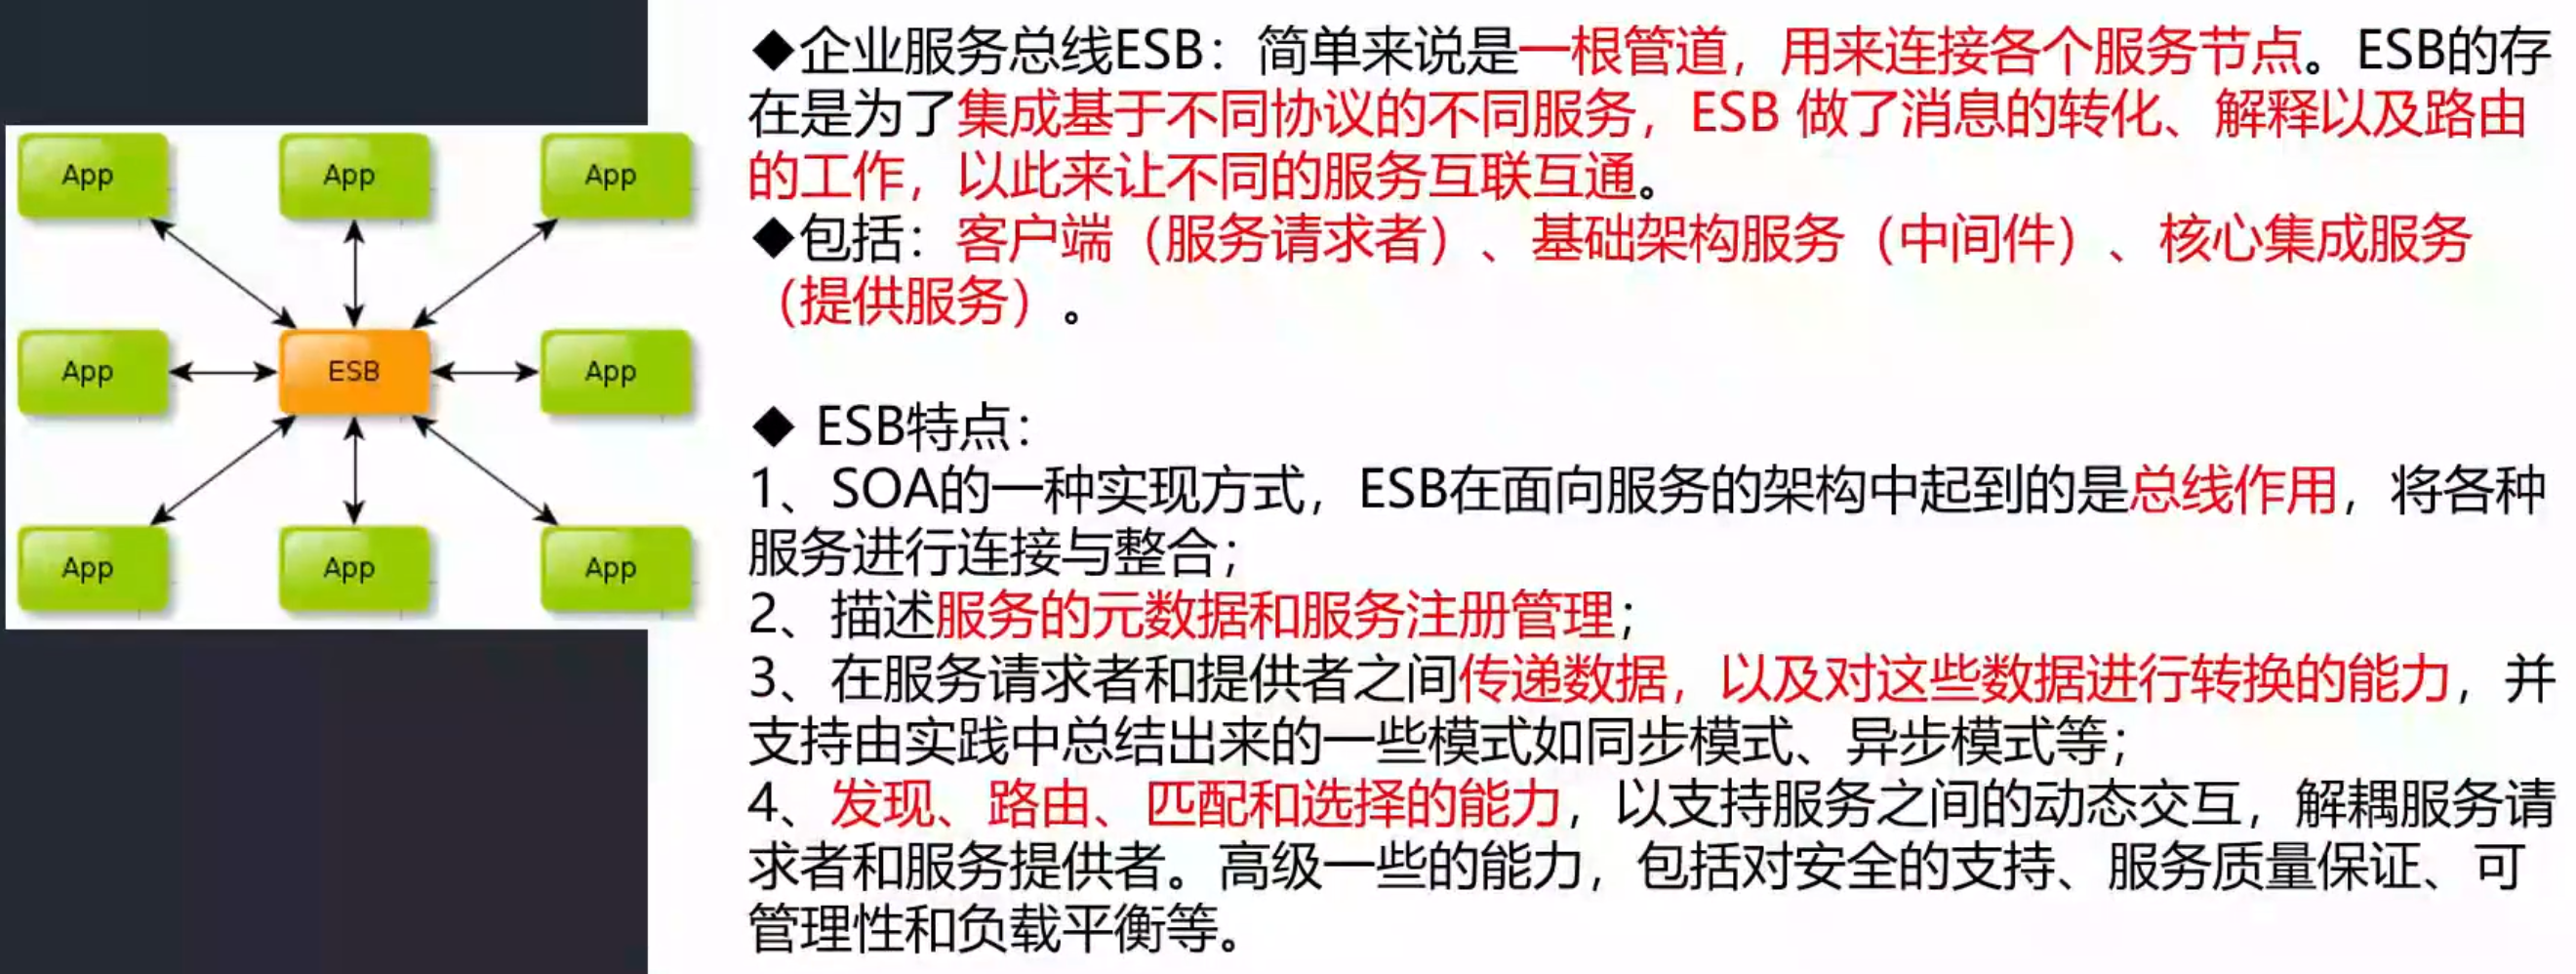 App App App
App ESB App
App App App
◆企业服务总线ESB：简单来说是一根管道，用来连接各个服务节点。ESB的存
在是为了集成基于不同协议的不同服务，ESB 做了消息的转化、解释以及路由
的工作，以此来让不同的服务互联互通。
◆包括：客户端（服务请求者）、基础架构服务（中间件）、核心集成服务
（提供服务）。
◆ ESB特点：
1、SOA的一种实现方式，ESB在面向服务的架构中起到的是总线作用，将各种
服务进行连接与整合；
2、描述服务的元数据和服务注册管理；
3、在服务请求者和提供者之间传递数据，以及对这些数据进行转换的能力，并
支持由实践中总结出来的一些模式如同步模式、异步模式等；
4、发现、路由、匹配和选择的能力，以支持服务之间的动态交互，解耦服务请
求者和服务提供者。高级一些的能力，包括对安全的支持、服务质量保证、可
管理性和负载平衡等。